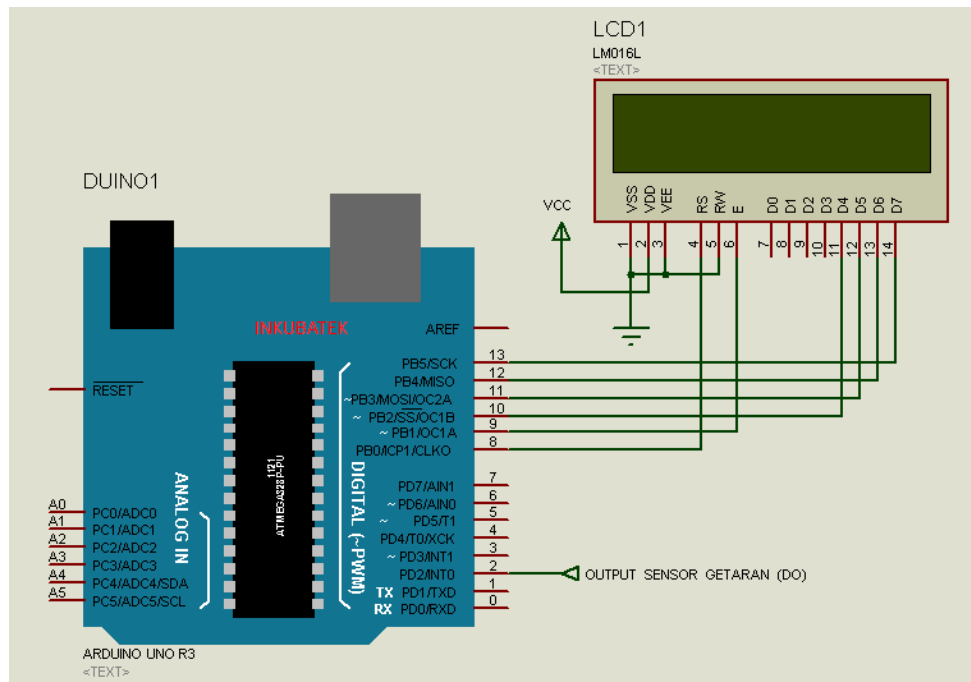 LCD1
LM016L
<TEXT>
VSS VDD VEE RS RW E D0 D1 D2 D3 D4 D5 D6 D7
1 2 3 4 5 6 7 8 9 10 11 12 13 14
VCC
DUINO1
INKUBATEK
AREF
RESET
PB5/SCK 13
PB4/MISO 12
~PB3/MOSI/OC2A 11
~ PB2/SS/OC1B 10
~ PB1/OC1A 9
PB0/ICP1/CLKO 8
PD7/AIN1 7
~PD6/AIN0 6
~ PD5/T1 5
PD4/T0/XCK 4
~ PD3/INT1 3
PD2/INT0 2
TX PD1/TXD 1
RX PD0/RXD 0
DIGITAL (~PWM)
1121
ATMEGA328P-PU
ANALOG IN
A0 PC0/ADC0
A1 PC1/ADC1
A2 PC2/ADC2
A3 PC3/ADC3
A4 PC4/ADC4/SDA
A5 PC5/ADC5/SCL
OUTPUT SENSOR GETARAN (DO)
ARDUINO UNO R3
<TEXT>